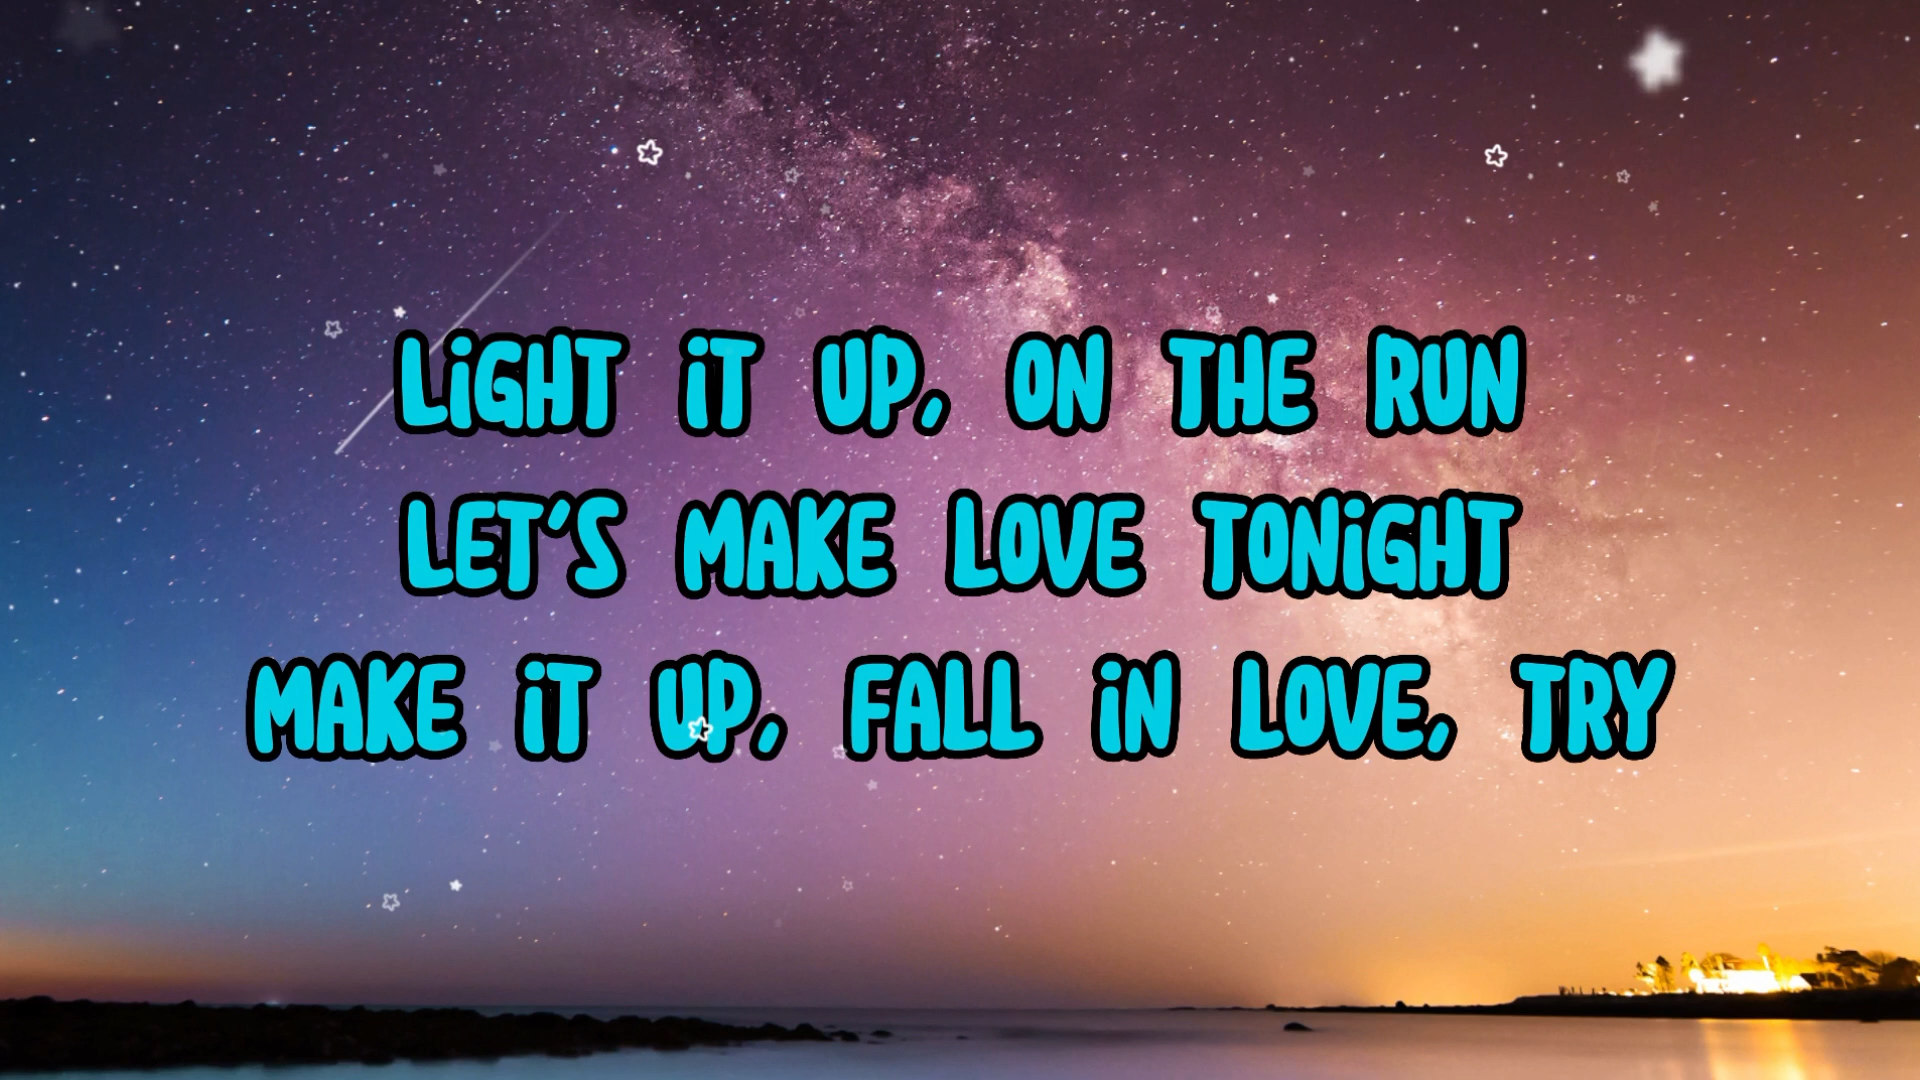 LiGHT iT UP, ON THE RUN
LET'S MAKE LOVE TONiGHT
MAKE iT UP, FALL iN LOVE, TRY